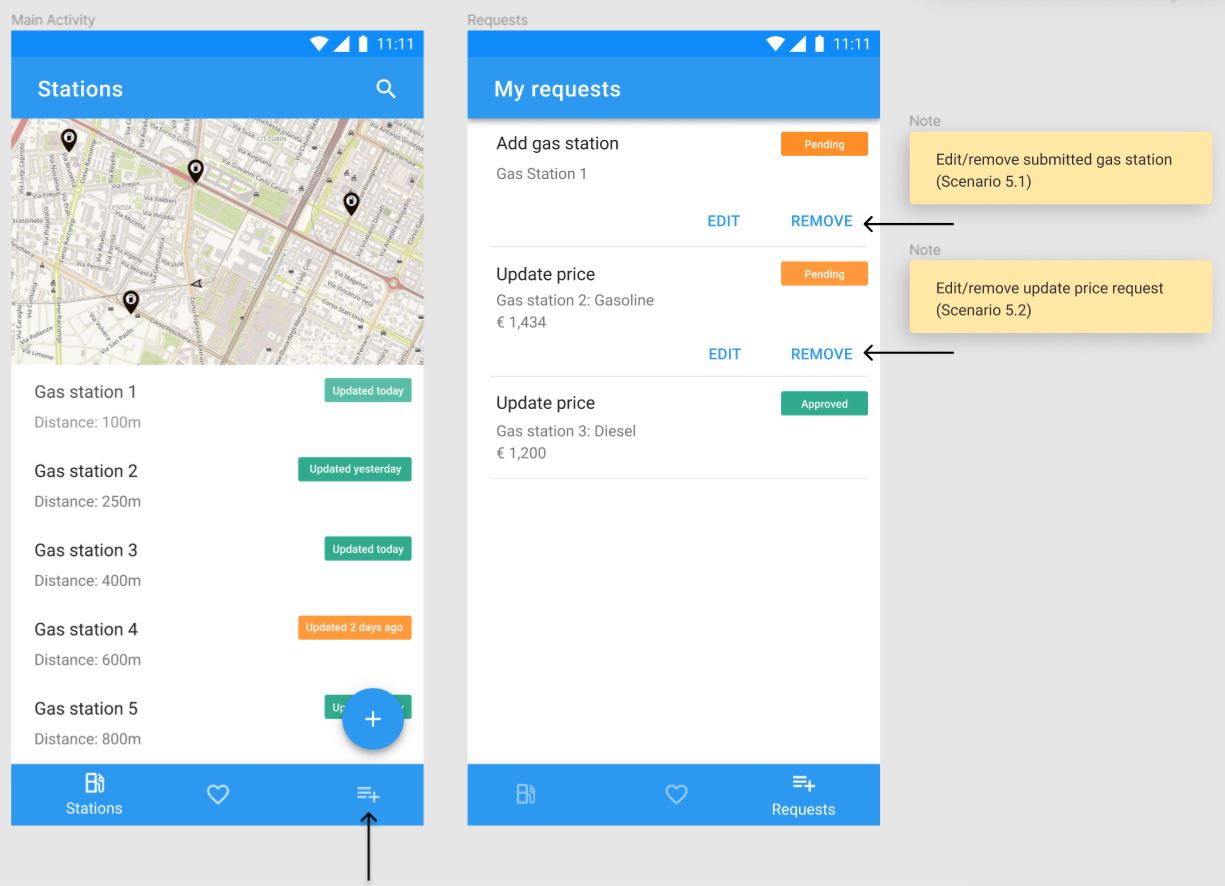 Main Activity
11:11
Stations
CIT TURIN
CENISIA
Gas station 1
Updated today
Distance: 100m
Gas station 2
Updated yesterday
Distance: 250m
Gas station 3
Updated today
Distance: 400m
Gas station 4
Updated 2 days ago
Distance: 600m
Gas station 5
Distance: 800m
Stations
Requests
11:11
My requests
Add gas station
Pending
Gas Station 1
EDIT
REMOVE
Update price
Pending
Gas station 2: Gasoline
€ 1,434
EDIT
REMOVE
Update price
Approved
Gas station 3: Diesel
€ 1,200
Requests
Note
Edit/remove submitted gas station
(Scenario 5.1)
Note
Edit/remove update price request
(Scenario 5.2)